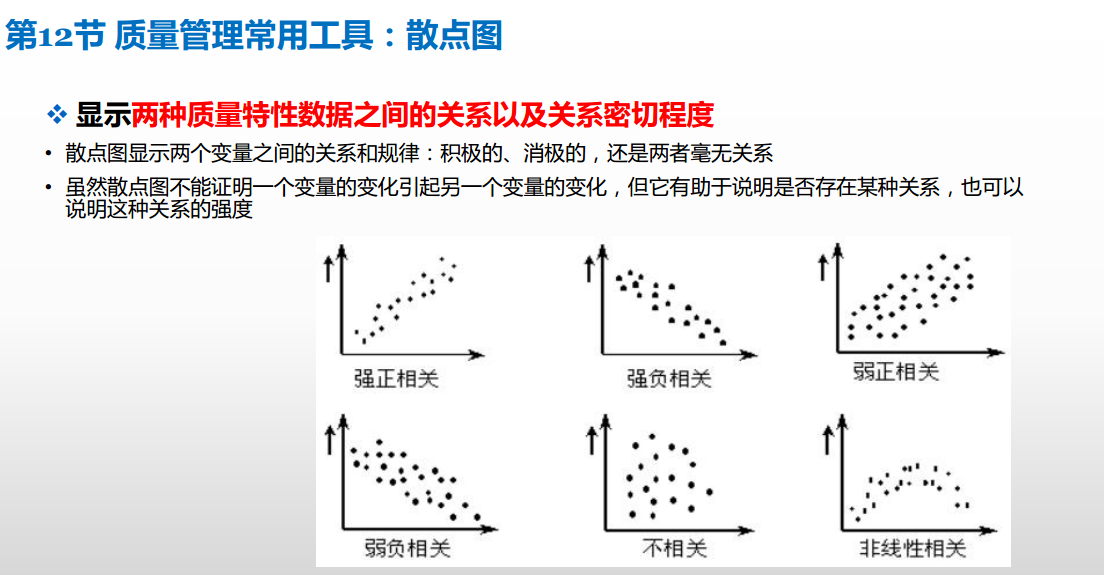 第12节 质量管理常用工具：散点图
显示两种质量特性数据之间的关系以及关系密切程度
• 散点图显示两个变量之间的关系和规律：积极的、消极的，还是两者毫无关系
• 虽然散点图不能证明一个变量的变化引起另一个变量的变化，但它有助于说明是否存在某种关系，也可以
说明这种关系的强度
强正相关
强负相关
弱正相关
弱负相关
不相关
非线性相关